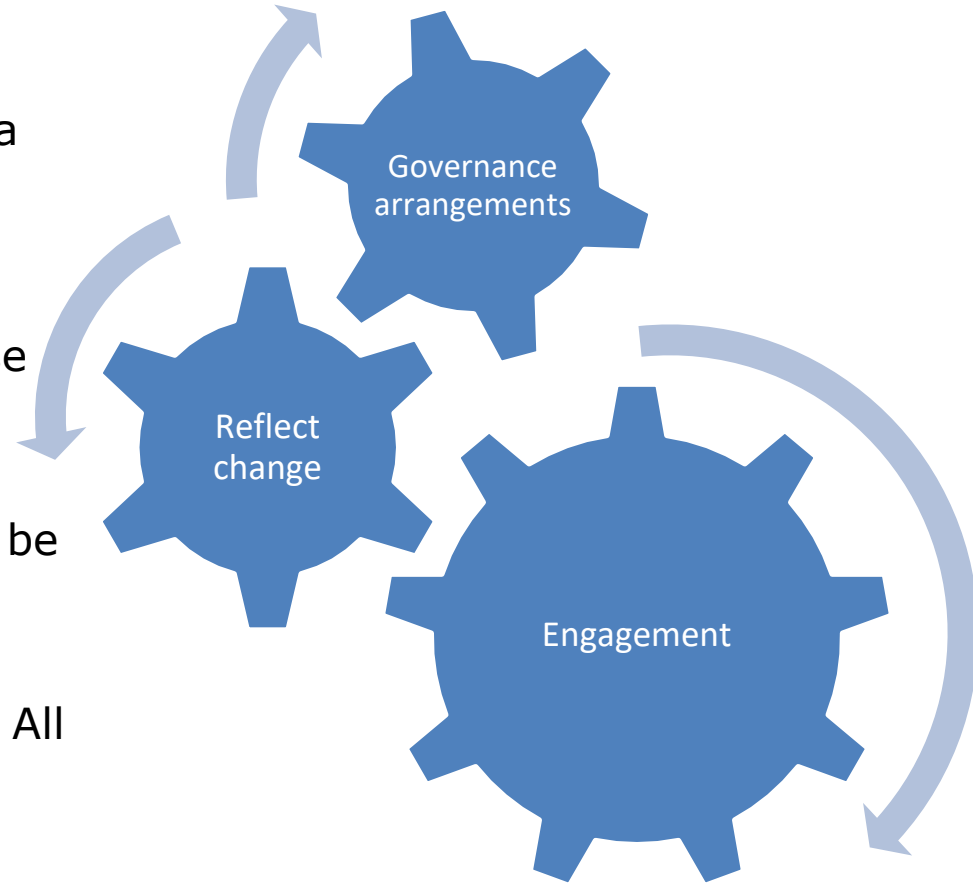 a
e
be
All
Governance
arrangements
Reflect
change
Engagement